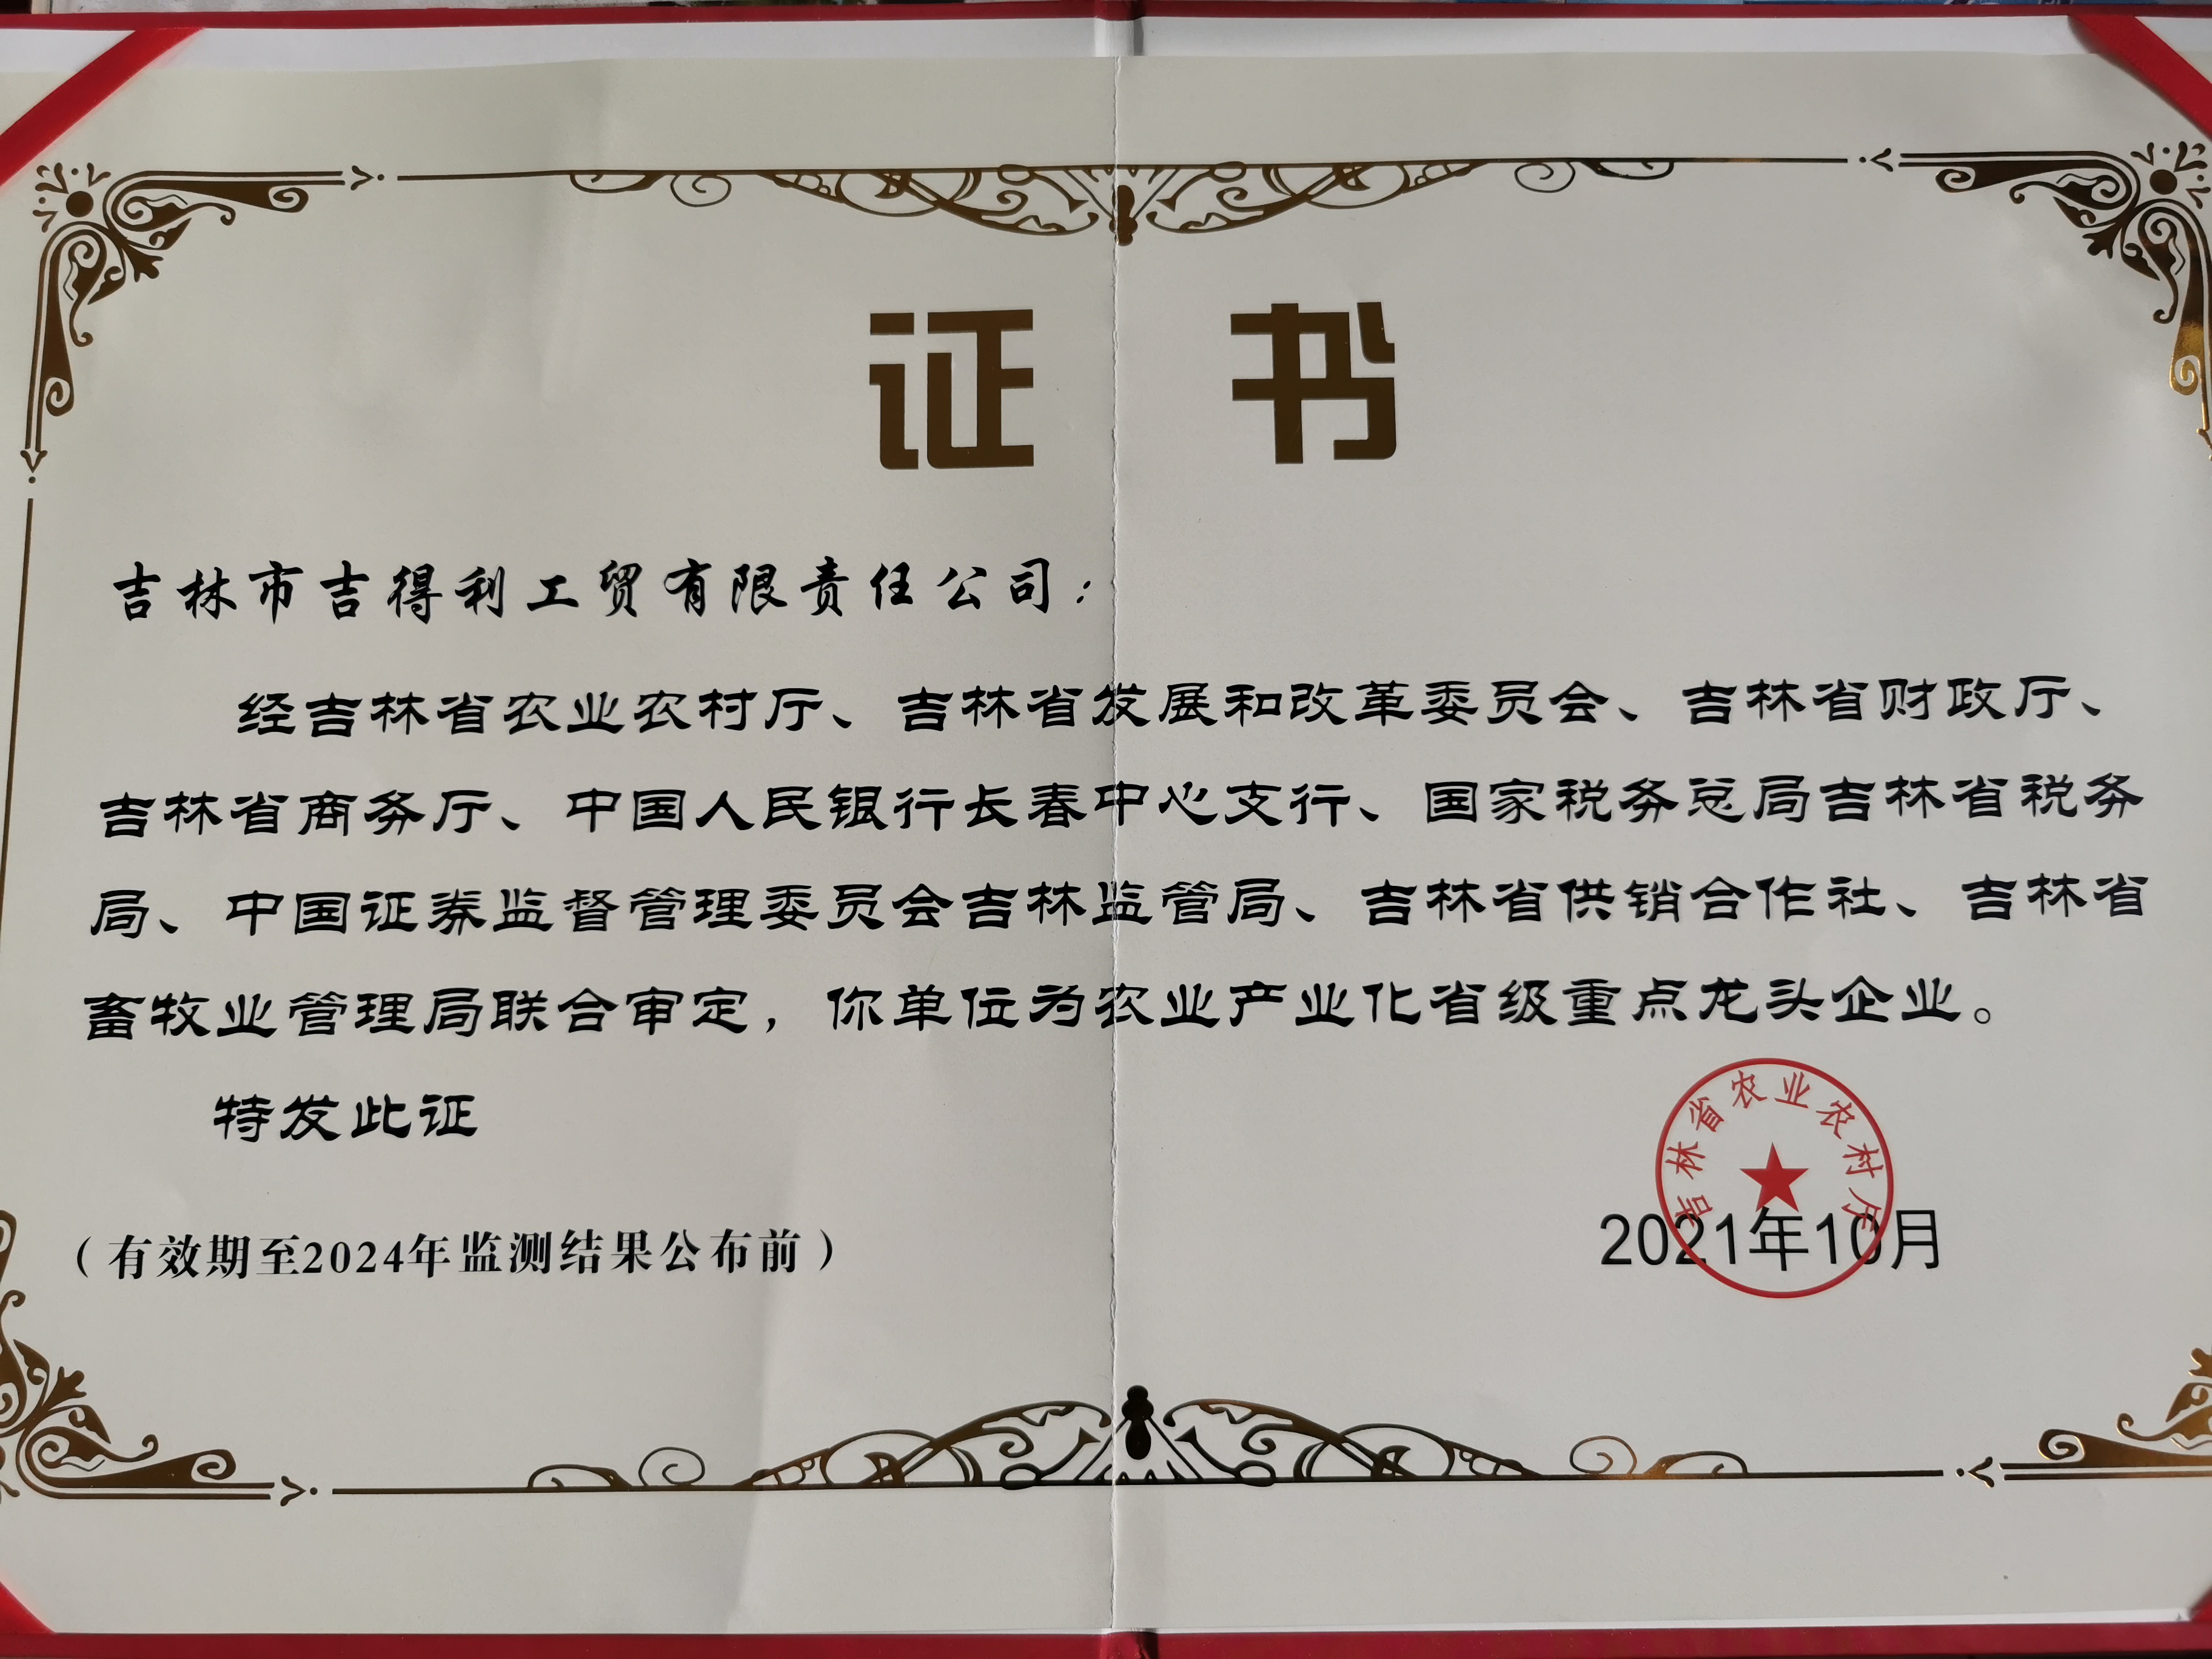 证书
吉林市吉得利工贸有限责任公司：
经吉林省农业农村厅、吉林省发展和改革委员会、吉林省财政厅、
吉林省商务厅、中国人民银行长春中心支行、国家税务总局吉林省税务
局、中国证券监督管理委员会吉林监管局、吉林省供销合作社、吉林省
畜牧业管理局联合审定，你单位为农业产业化省级重点龙头企业。
特发此证
吉林省农业农村厅
（有效期至2024年监测结果公布前）
2021年10月